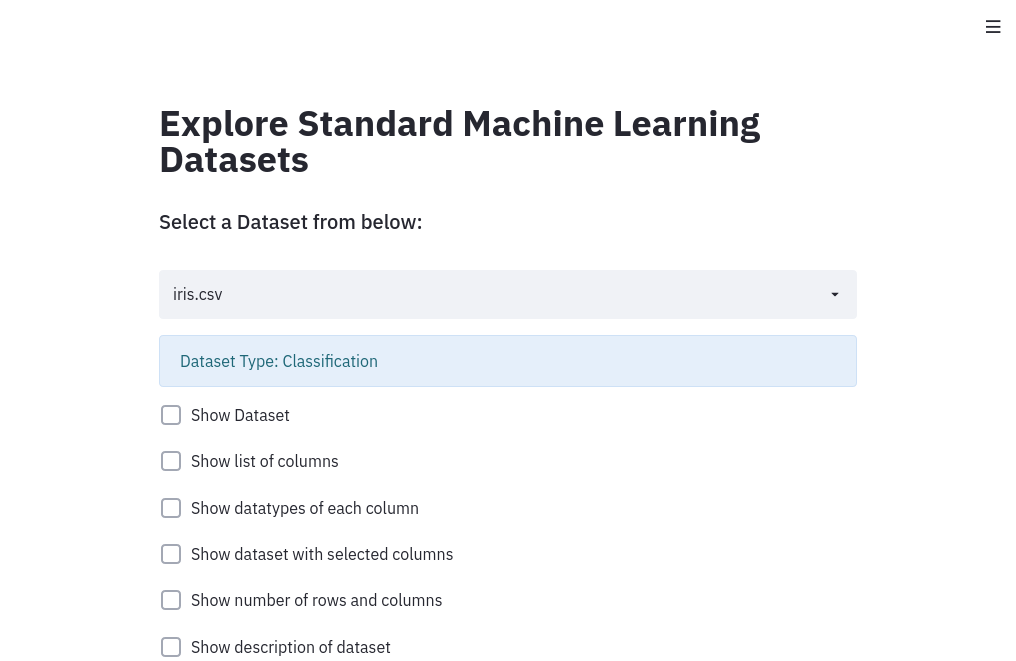 Explore Standard Machine Learning
Datasets
Select a Dataset from below:
iris.csv
Dataset Type: Classification
Show Dataset
Show list of columns
Show datatypes of each column
Show dataset with selected columns
Show number of rows and columns
Show description of dataset